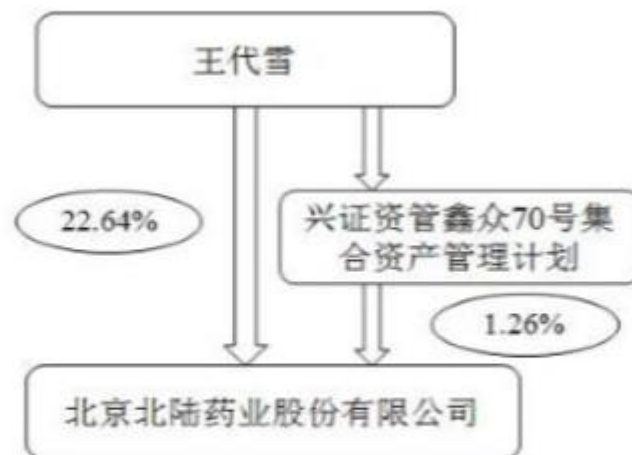 王代雪
22.64%
兴证资管鑫众70号集
合资产管理计划
1.26%
北京北陆药业股份有限公司